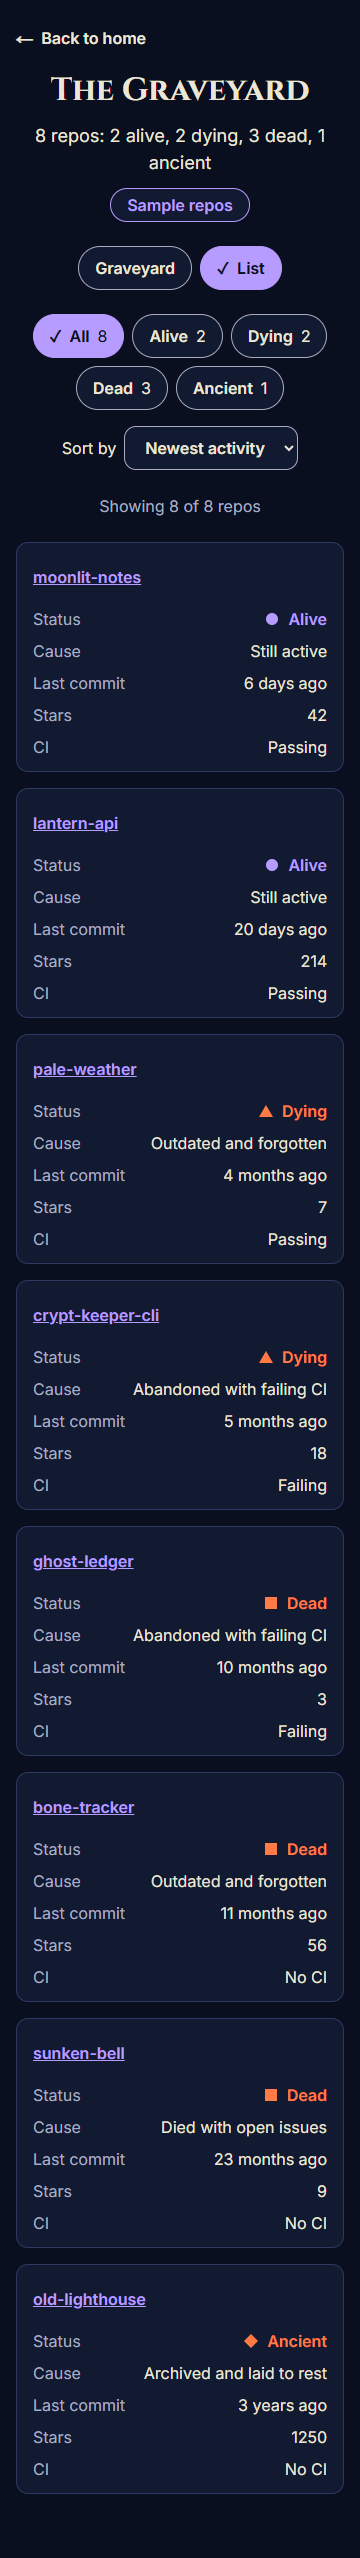 ← Back to home
The Graveyard
8 repos: 2 alive, 2 dying, 3 dead, 1
ancient
Sample repos
Graveyard ✓ List
✓ All 8 Alive 2 Dying 2
Dead 3 Ancient 1
Sort by Newest activity
Showing 8 of 8 repos
moonlit-notes
Status Alive
Cause Still active
Last commit 6 days ago
Stars 42
CI Passing
lantern-api
Status Alive
Cause Still active
Last commit 20 days ago
Stars 214
CI Passing
pale-weather
Status Dying
Cause Outdated and forgotten
Last commit 4 months ago
Stars 7
CI Passing
crypt-keeper-cli
Status Dying
Cause Abandoned with failing CI
Last commit 5 months ago
Stars 18
CI Failing
ghost-ledger
Status Dead
Cause Abandoned with failing CI
Last commit 10 months ago
Stars 3
CI Failing
bone-tracker
Status Dead
Cause Outdated and forgotten
Last commit 11 months ago
Stars 56
CI No CI
sunken-bell
Status Dead
Cause Died with open issues
Last commit 23 months ago
Stars 9
CI No CI
old-lighthouse
Status Ancient
Cause Archived and laid to rest
Last commit 3 years ago
Stars 1250
CI No CI